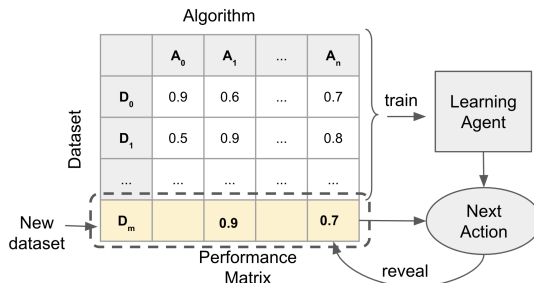 Algorithm
A0 A1 ... An
D0 0.9 0.6 ... 0.7
D1 0.5 0.9 ... 0.8
... ... ... ... ...
Dm 0.9 0.7
Dataset
New
dataset
Performance
Matrix
train
Learning
Agent
Next
Action
reveal